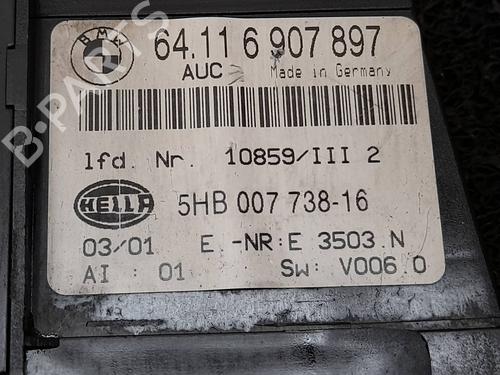 BMW
64.11 6 907 897
AUC
Made in Germany
lfd. Nr. 10859/III 2
HELLA
5HB 007 738-16
03/01 E.-NR:E 3503.N
AI : 01 Sw: V006.0
B-PARTS